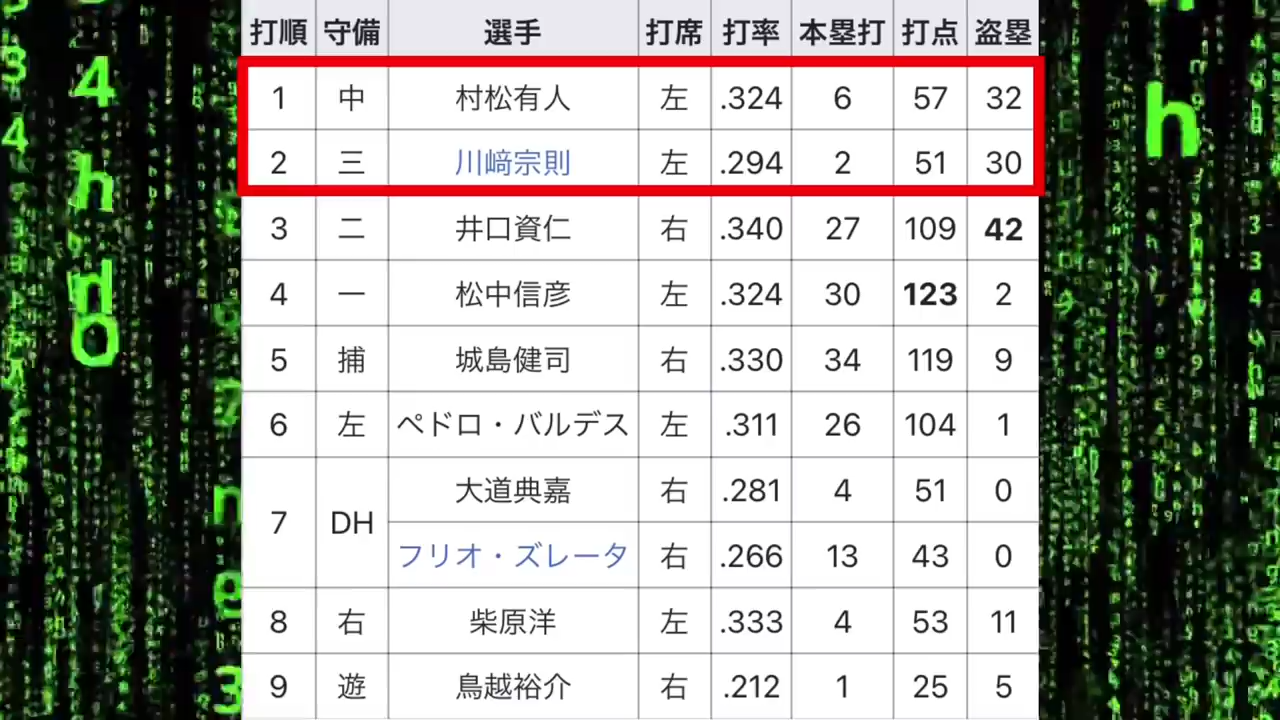 打順 守備 選手 打席 打率 本塁打 打点 盗塁
1 中 村松有人 左 .324 6 57 32
2 三 川﨑宗則 左 .294 2 51 30
3 二 井口資仁 右 .340 27 109 42
4 一 松中信彦 左 .324 30 123 2
5 捕 城島健司 右 .330 34 119 9
6 左 ペドロ・バルデス 左 .311 26 104 1
7 DH 大道典嘉 右 .281 4 51 0
フリオ・ズレータ 右 .266 13 43 0
8 右 柴原洋 左 .333 4 53 11
9 遊 鳥越裕介 右 .212 1 25 5